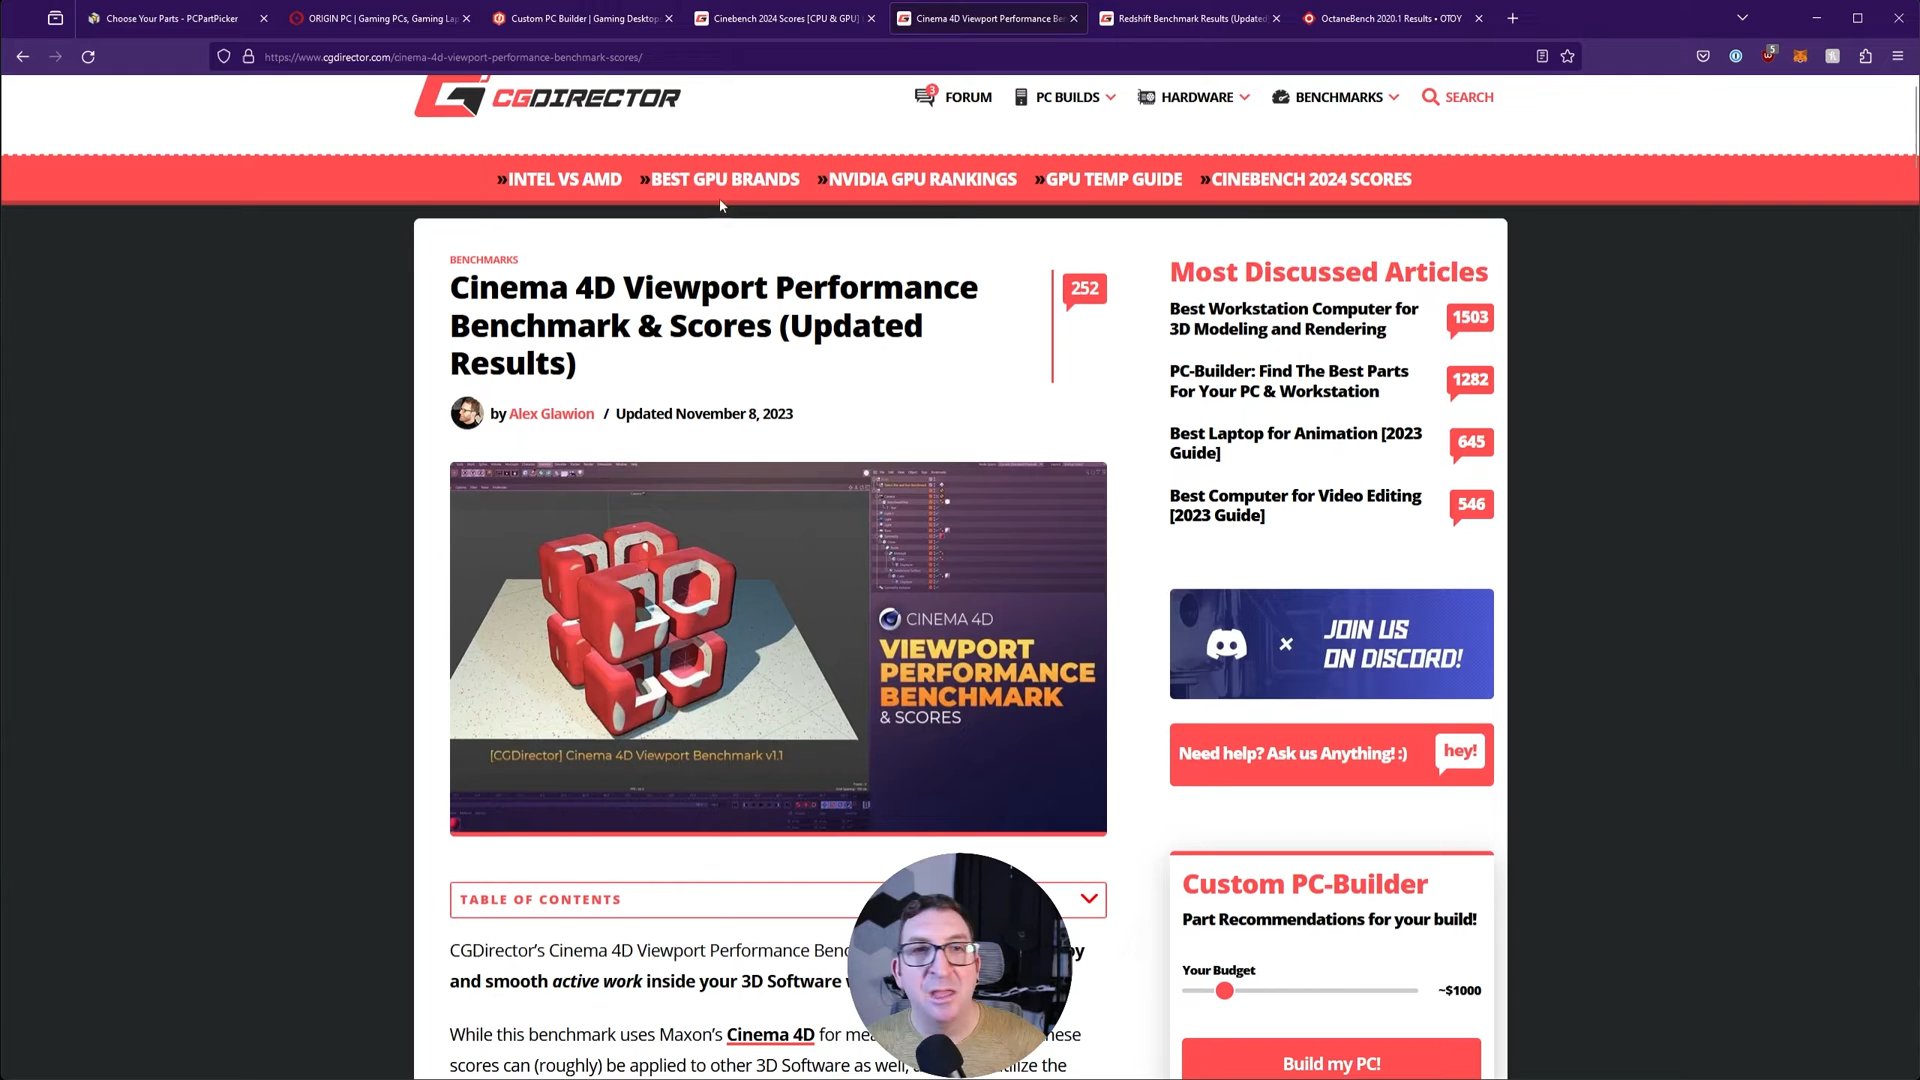 Choose Your Parts - PCPartPicker
ORIGIN PC | Gaming PCs, Gaming La
Custom PC Builder | Gaming Desktop
Cinebench 2024 Scores [CPU & GPU]
Cinema 4D Viewport Performance Be
Redshift Benchmark Results (Updated
OctaneBench 2020.1 Results • OTOY
https://www.cgdirector.com/cinema-4d-viewport-performance-benchmark-scores/
5
CGDIRECTOR
3
FORUM
PC BUILDS
HARDWARE
BENCHMARKS
SEARCH
»INTEL VS AMD
»BEST GPU BRANDS
»NVIDIA GPU RANKINGS
»GPU TEMP GUIDE
»CINEBENCH 2024 SCORES
BENCHMARKS
Cinema 4D Viewport Performance
Benchmark & Scores (Updated
Results)
252
by Alex Glawion / Updated November 8, 2023
CINEMA 4D
VIEWPORT
PERFORMANCE
BENCHMARK
& SCORES
[CGDirector] Cinema 4D Viewport Benchmark v1.1
TABLE OF CONTENTS
CGDirector's Cinema 4D Viewport Performance Benc
and smooth active work inside your 3D Software
While this benchmark uses Maxon's Cinema 4D for mea
scores can (roughly) be applied to other 3D Software as well,
Most Discussed Articles
Best Workstation Computer for
3D Modeling and Rendering
1503
PC-Builder: Find The Best Parts
For Your PC & Workstation
1282
Best Laptop for Animation [2023
Guide]
645
Best Computer for Video Editing
[2023 Guide]
546
JOIN US
ON DISCORD!
Need help? Ask us Anything! :)
hey!
Custom PC-Builder
Part Recommendations for your build!
Your Budget
~$1000
Build my PC!